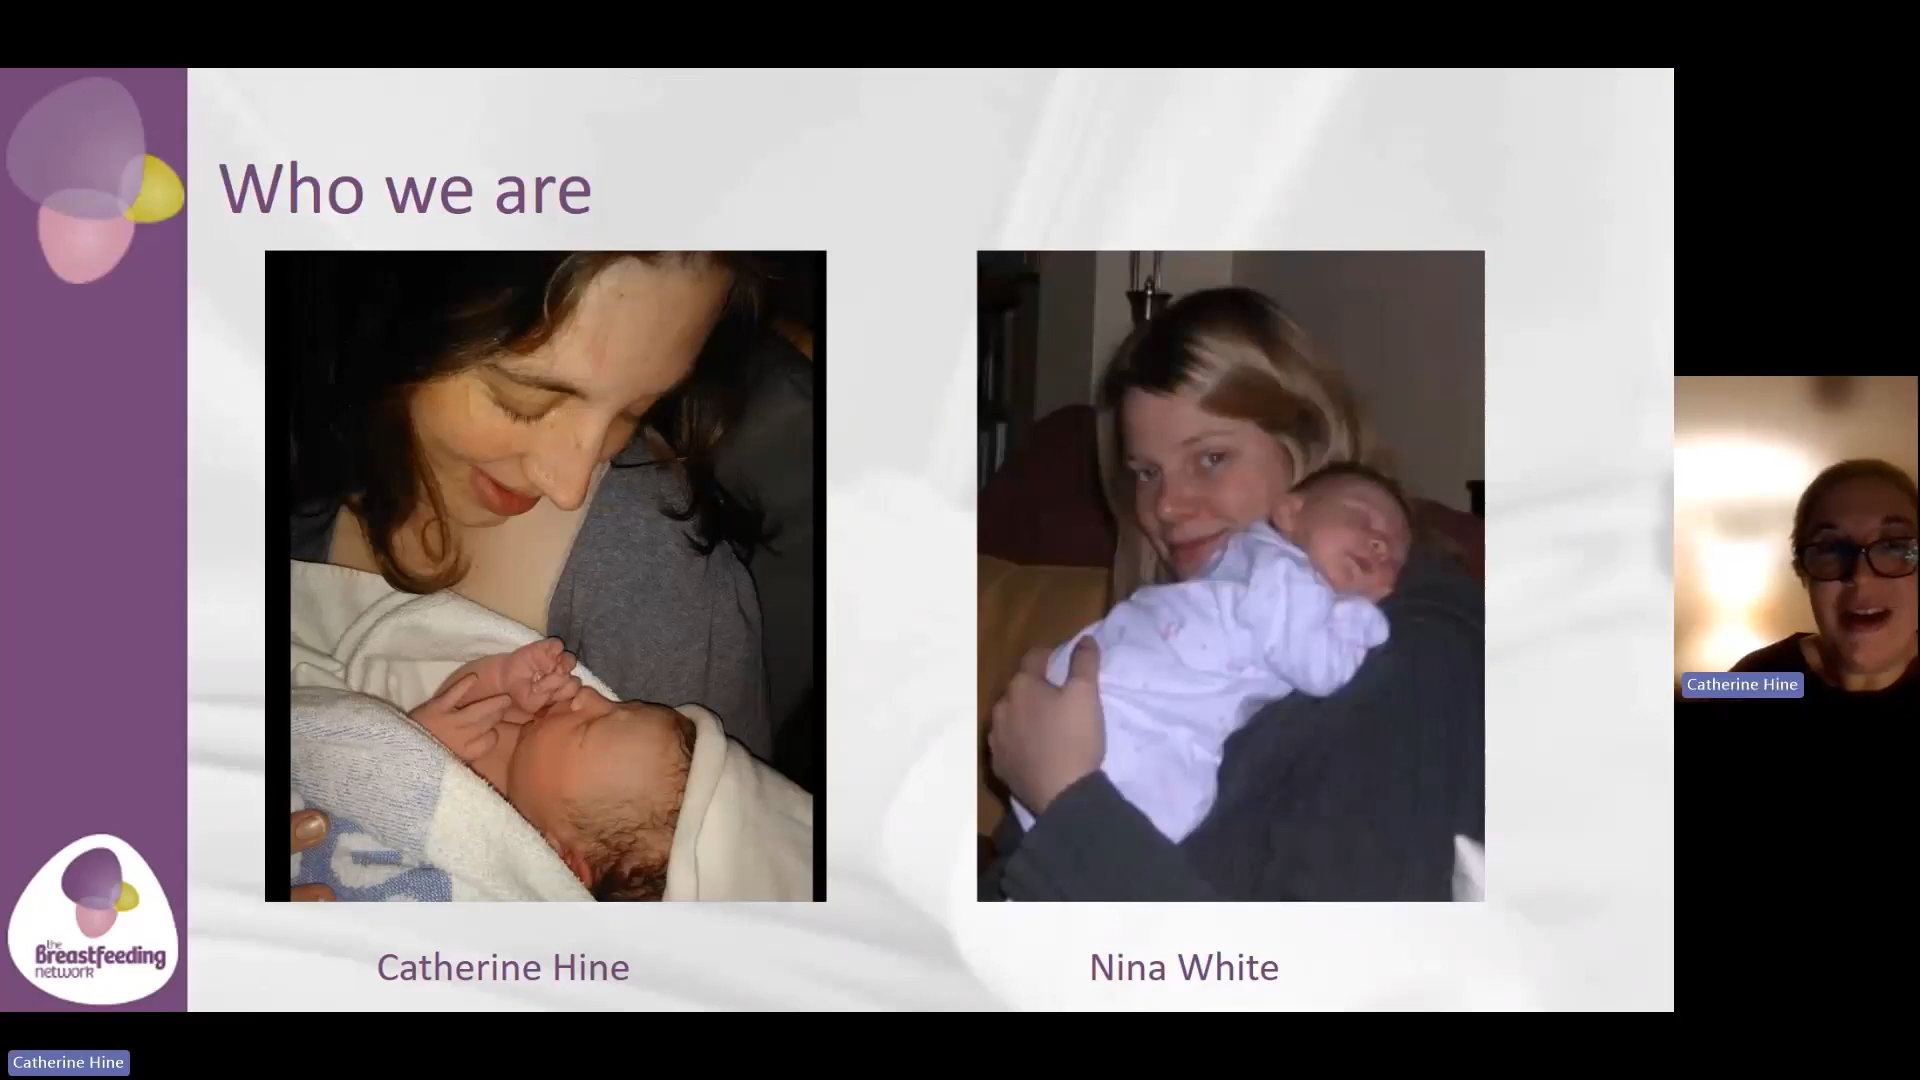 Who we are
Catherine Hine
Nina White
the
Breastfeeding
network
Catherine Hine
Catherine Hine